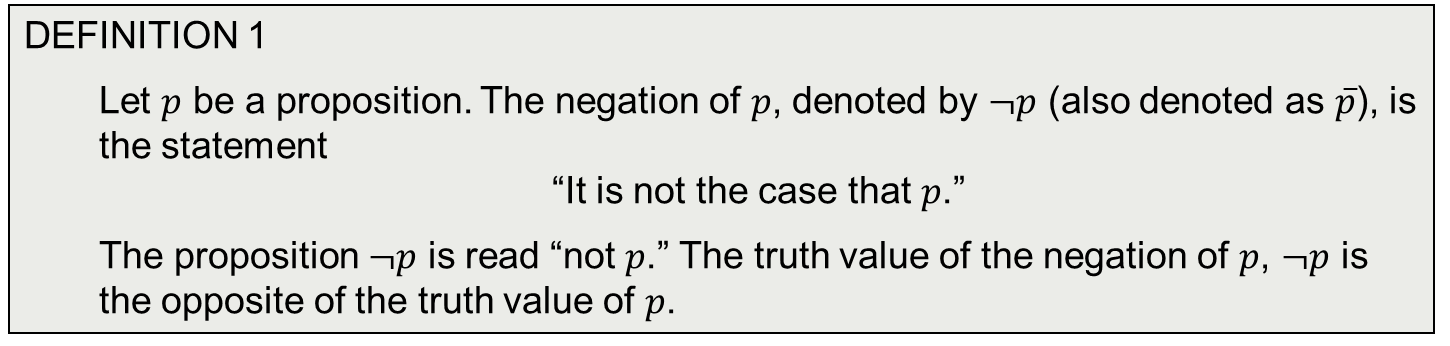 DEFINITION 1
Let 𝑝 be a proposition. The negation of 𝑝, denoted by ¬𝑝 (also denoted as 𝑝̄), is
the statement
“It is not the case that 𝑝.”
The proposition ¬𝑝 is read “not 𝑝.” The truth value of the negation of 𝑝, ¬𝑝 is
the opposite of the truth value of 𝑝.